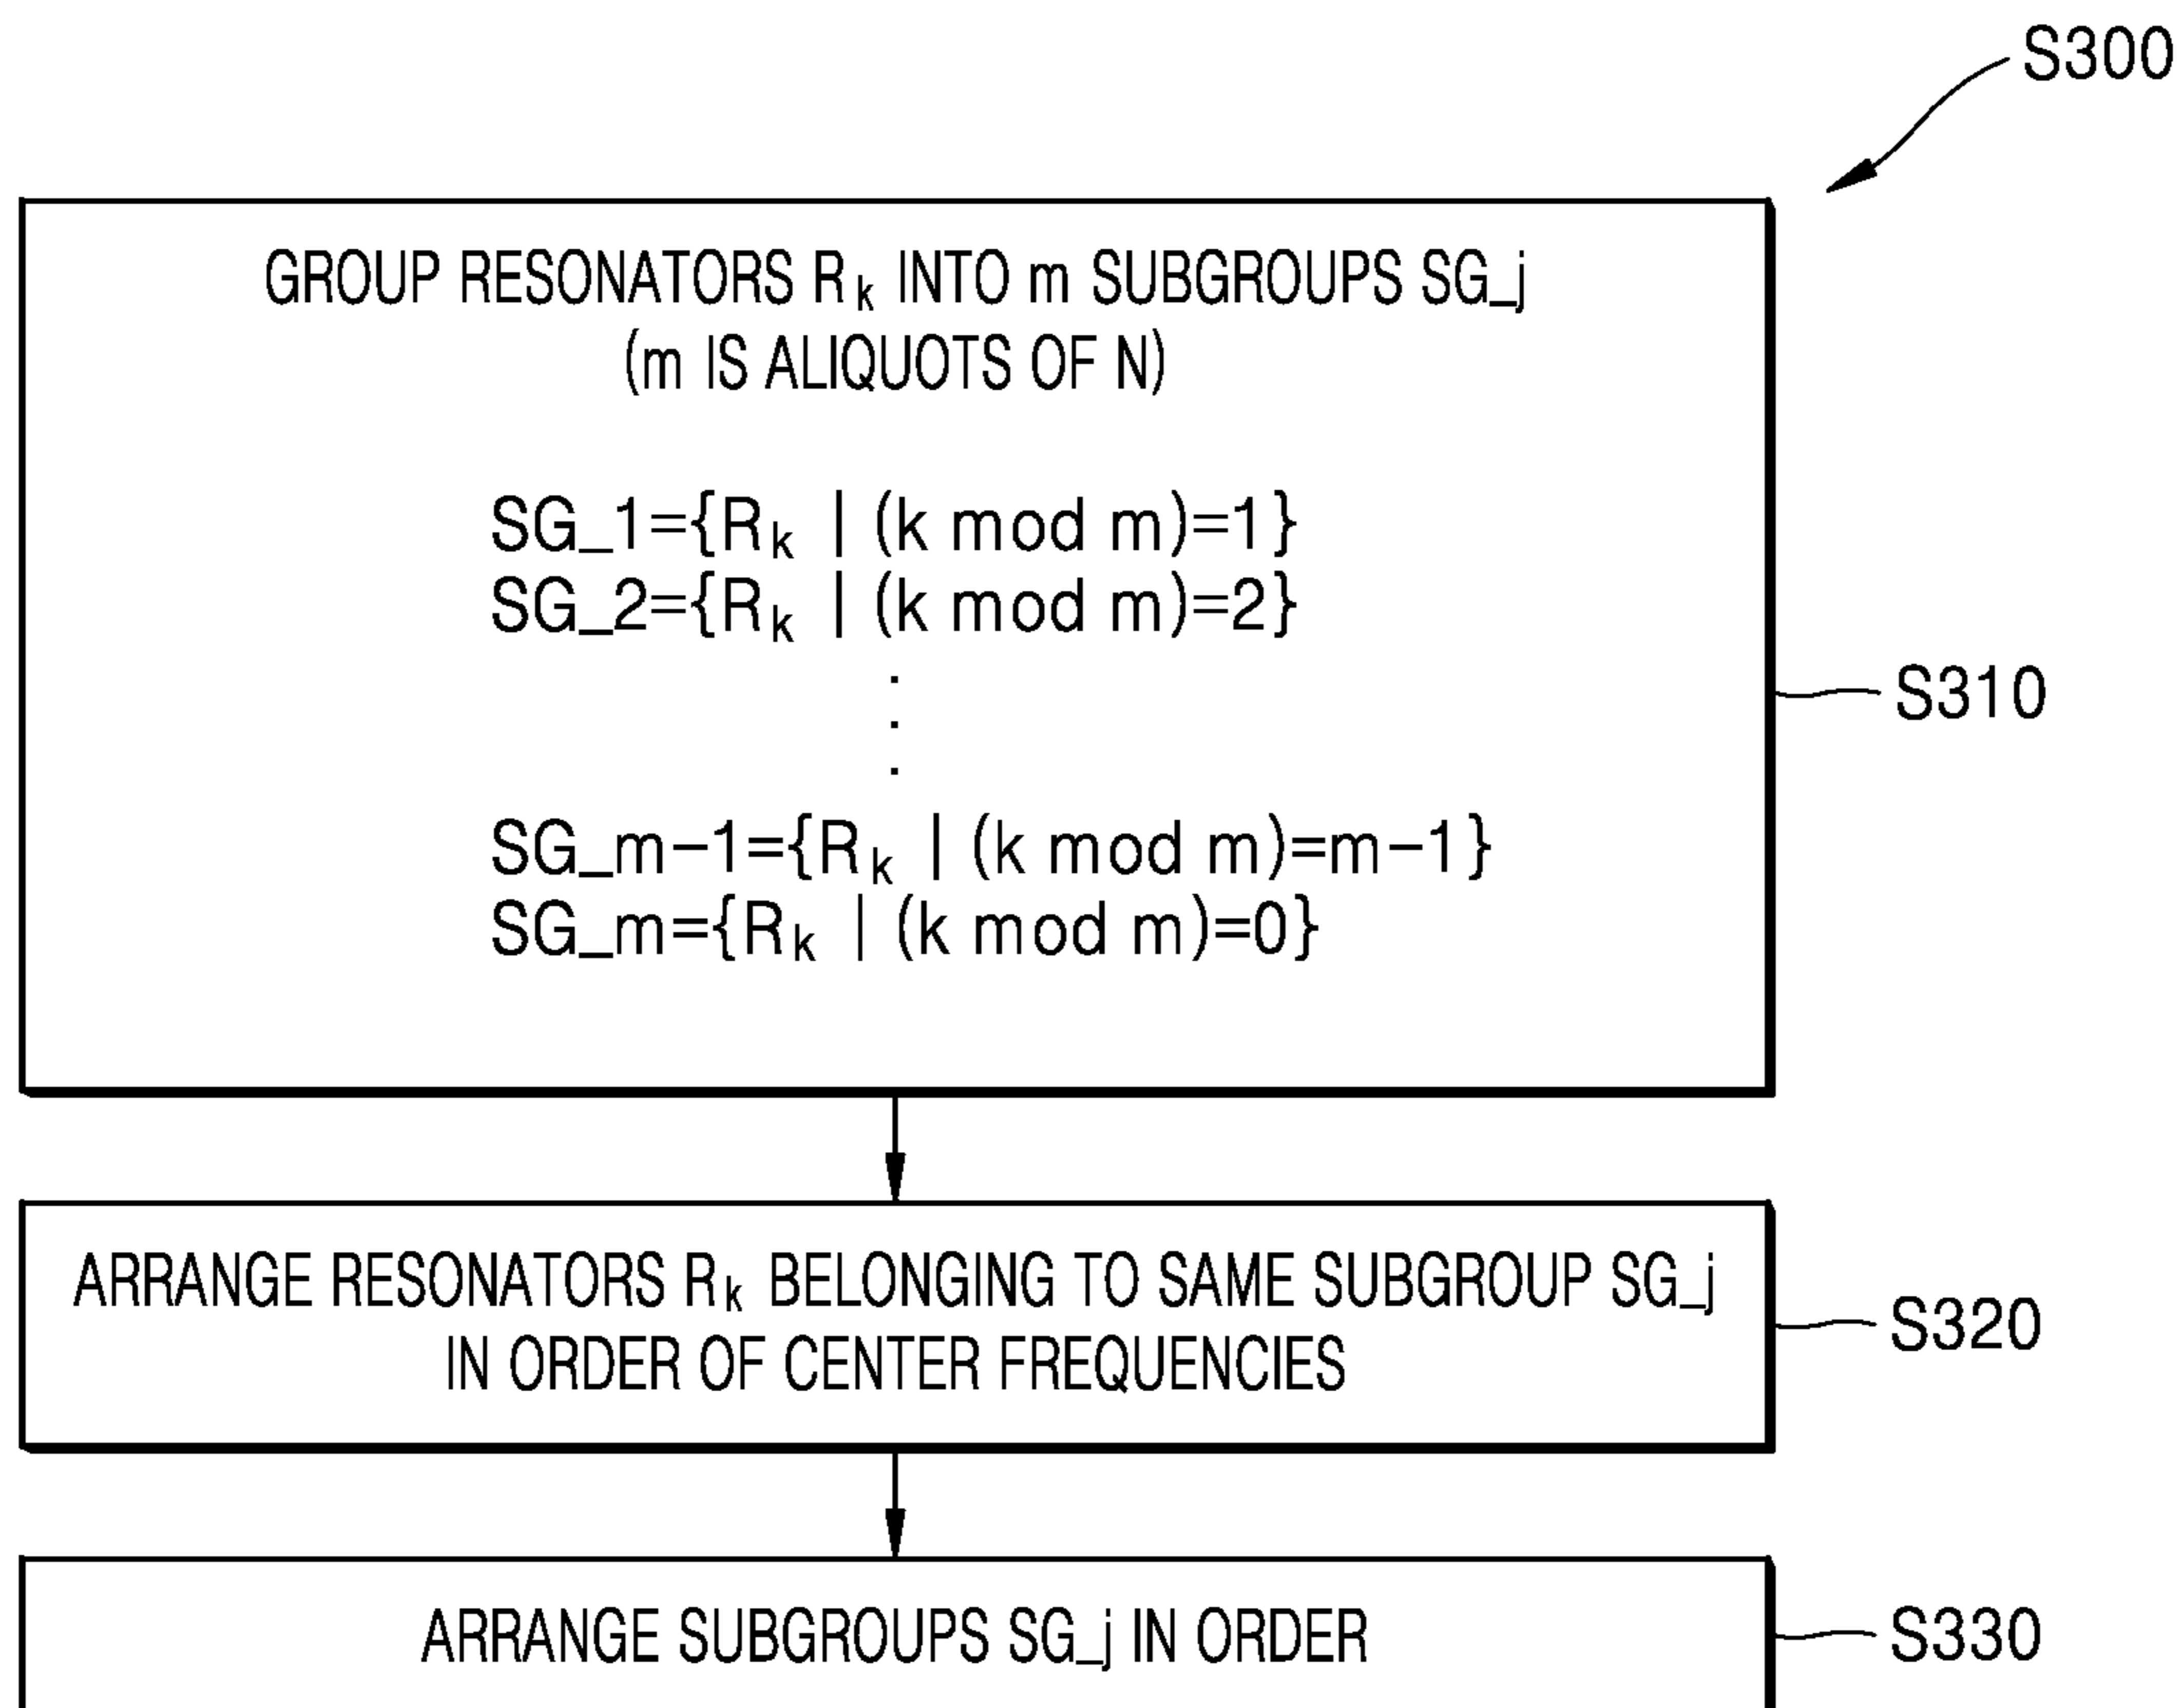 S300
GROUP RESONATORS Rk INTO m SUBGROUPS SG_j
(m IS ALIQUOTS OF N)
SG_1={Rk | (k mod m)=1}
SG_2={Rk | (k mod m)=2}
.
.
.
SG_m-1={Rk | (k mod m)=m-1}
SG_m={Rk | (k mod m)=0}
S310
ARRANGE RESONATORS Rk BELONGING TO SAME SUBGROUP SG_j
IN ORDER OF CENTER FREQUENCIES
S320
ARRANGE SUBGROUPS SG_j IN ORDER
S330